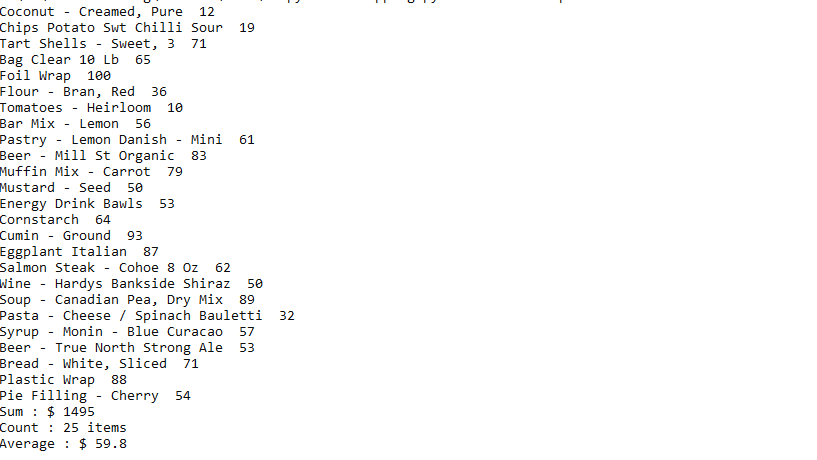 Coconut - Creamed, Pure  12
Chips Potato Swt Chilli Sour  19
Tart Shells - Sweet, 3  71
Bag Clear 10 Lb  65
Foil Wrap  100
Flour - Bran, Red  36
Tomatoes - Heirloom  10
Bar Mix - Lemon  56
Pastry - Lemon Danish - Mini  61
Beer - Mill St Organic  83
Muffin Mix - Carrot  79
Mustard - Seed  50
Energy Drink Bawls  53
Cornstarch  64
Cumin - Ground  93
Eggplant Italian  87
Salmon Steak - Cohoe 8 Oz  62
Wine - Hardys Bankside Shiraz  50
Soup - Canadian Pea, Dry Mix  89
Pasta - Cheese / Spinach Bauletti  32
Syrup - Monin - Blue Curacao  57
Beer - True North Strong Ale  53
Bread - White, Sliced  71
Plastic Wrap  88
Pie Filling - Cherry  54
Sum : $ 1495
Count : 25 items
Average : $ 59.8